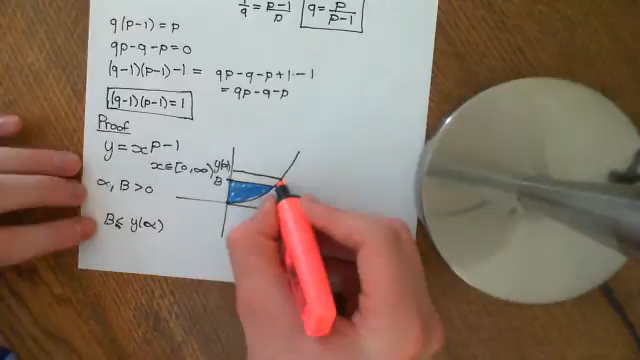 1/q = p-1/p   q = p/p-1
q(p-1) = p
qp-q-p=0
(q-1)(p-1)-1 = qp-q-p+1-1
= qp-q-p
(q-1)(p-1)=1
Proof
y = x^{p-1}
x∈[0,∞) y(α)
α, B>0 B
B≤ y(α)